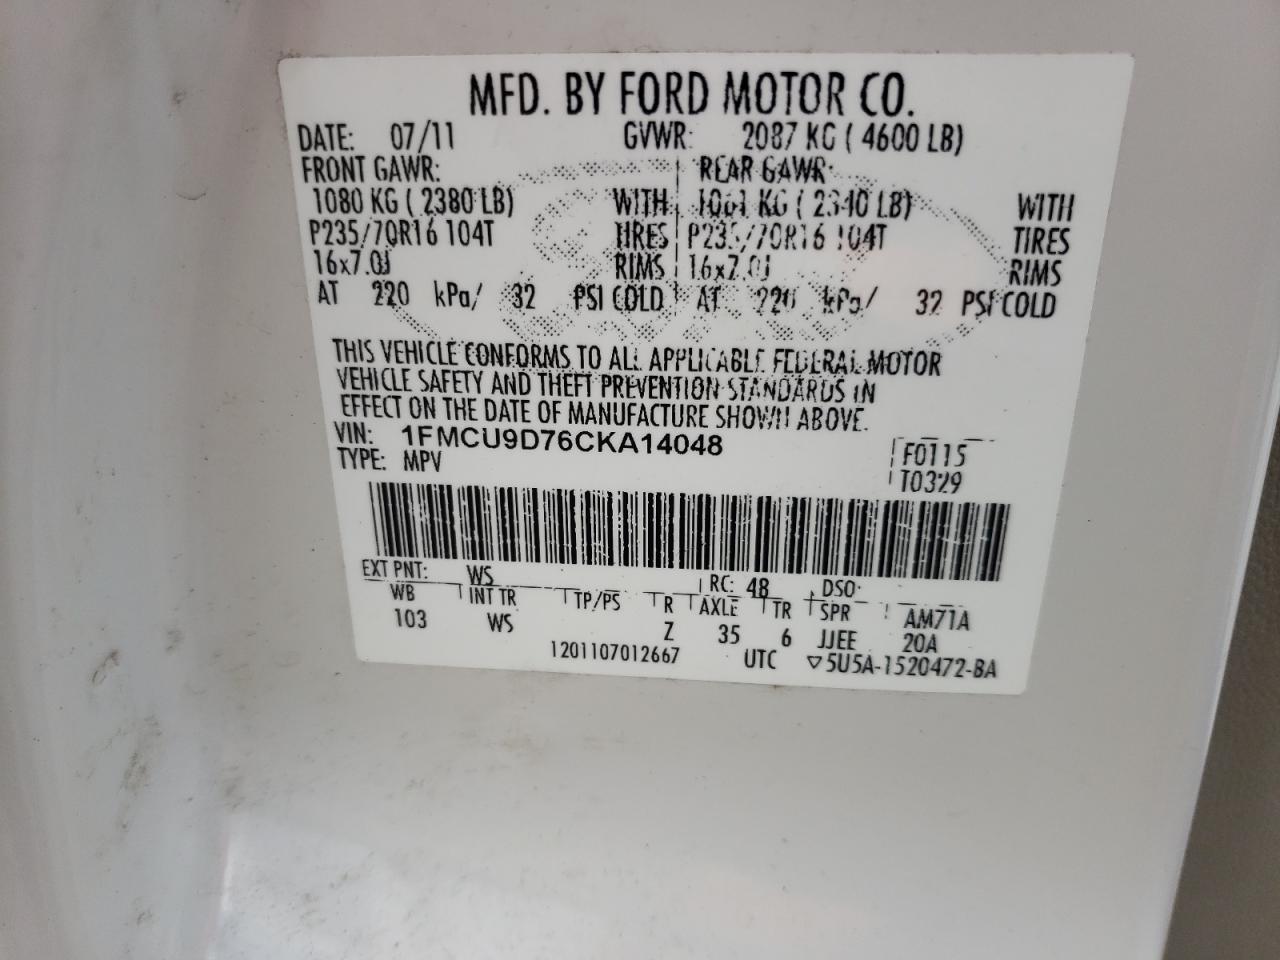 MFD. BY FORD MOTOR CO.
DATE: 07/11 GVWR: 2087 KG ( 4600 LB)
FRONT GAWR: REAR GAWR:
1080 KG ( 2380 LB) WITH 1061 KG ( 2340 LB) WITH
P235/70R16 104T TIRES P235/70R16 104T TIRES
16x7.0J RIMS 16x7.0J RIMS
AT 220 kPa/ 32 PSI COLD AT 220 kPa/ 32 PSI COLD
THIS VEHICLE CONFORMS TO ALL APPLICABLE FEDERAL MOTOR
VEHICLE SAFETY AND THEFT PREVENTION STANDARDS IN
EFFECT ON THE DATE OF MANUFACTURE SHOWN ABOVE.
VIN: 1FMCU9D76CKA14048
TYPE: MPV F0115
T0329
EXT PNT: WS RC: 48 DSO:
WB INT TR TP/PS R AXLE TR SPR AM71A
103 WS Z 35 6 JJEE 20A
1201107012667 UTC ▽5U5A-1520472-BA